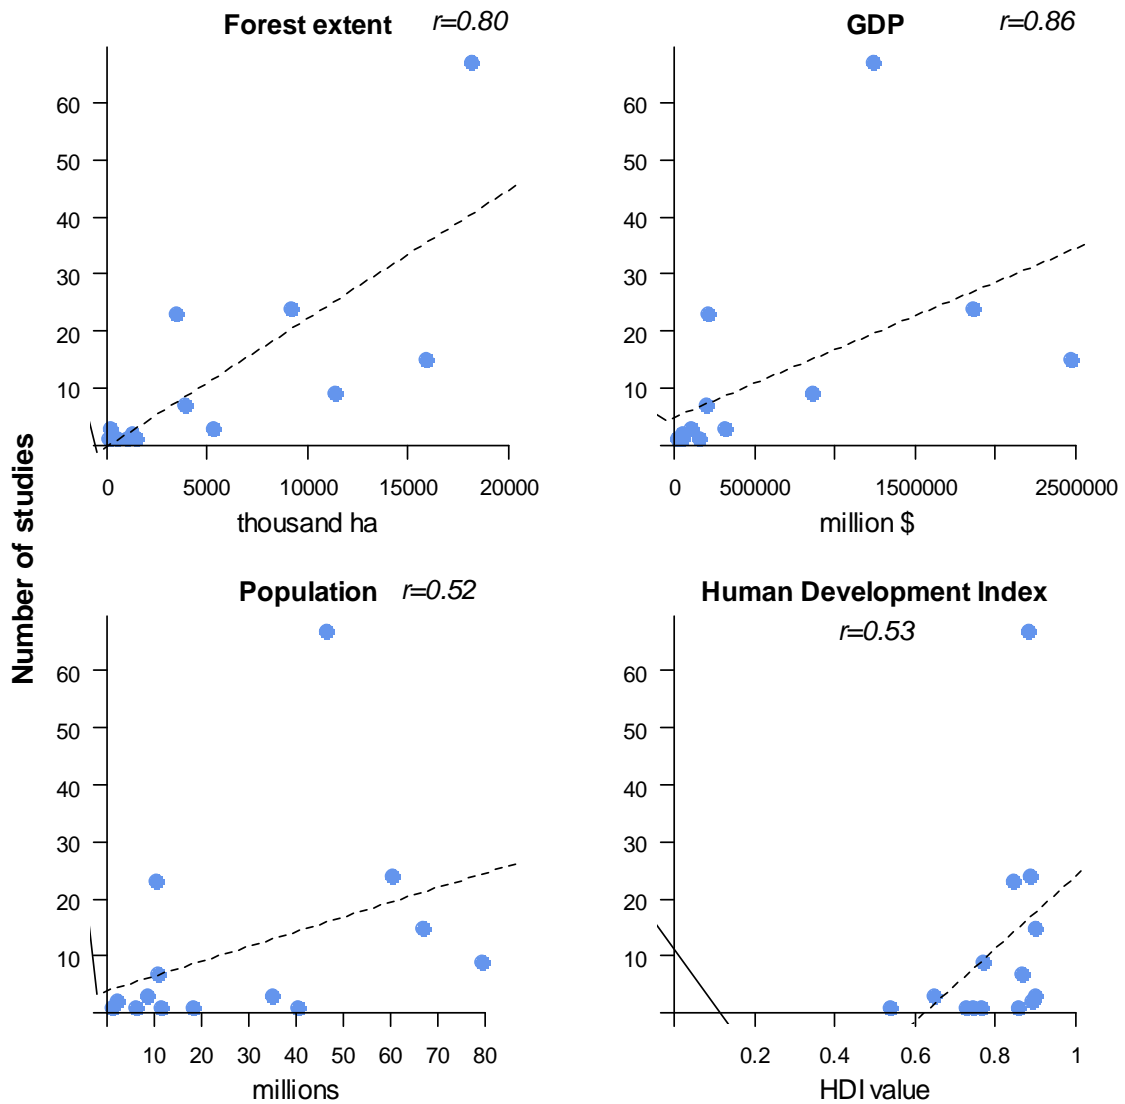 Forest extent r=0.80
60
50
40
30
20
10
0 5000 10000 15000 20000
thousand ha
GDP r=0.86
60
50
40
30
20
10
0 500000 1500000 2500000
million $
Number of studies
Population r=0.52
60
50
40
30
20
10
10 20 30 40 50 60 70 80
millions
Human Development Index
r=0.53
60
50
40
30
20
10
0.2 0.4 0.6 0.8 1
HDI value